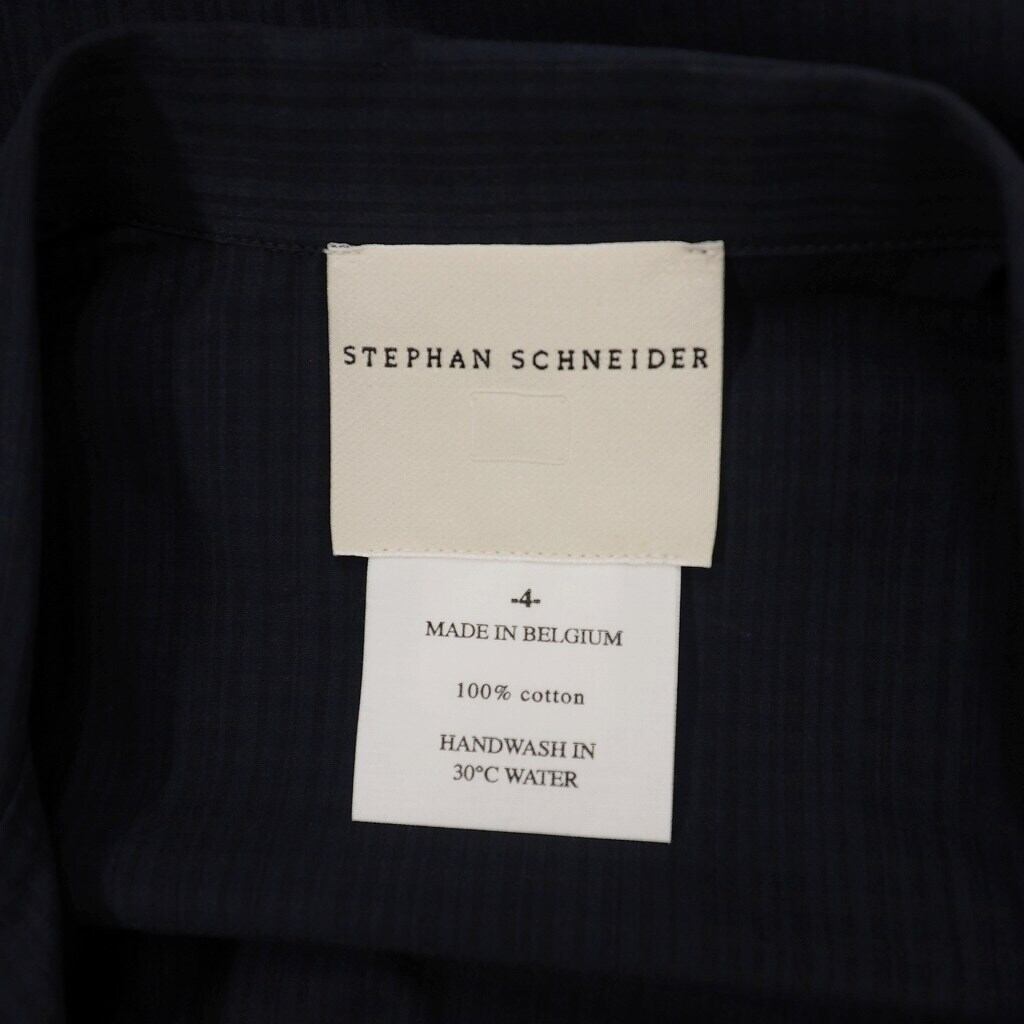 STEPHAN SCHNEIDER
-4-
MADE IN BELGIUM
100% cotton
HANDWASH IN
30°C WATER